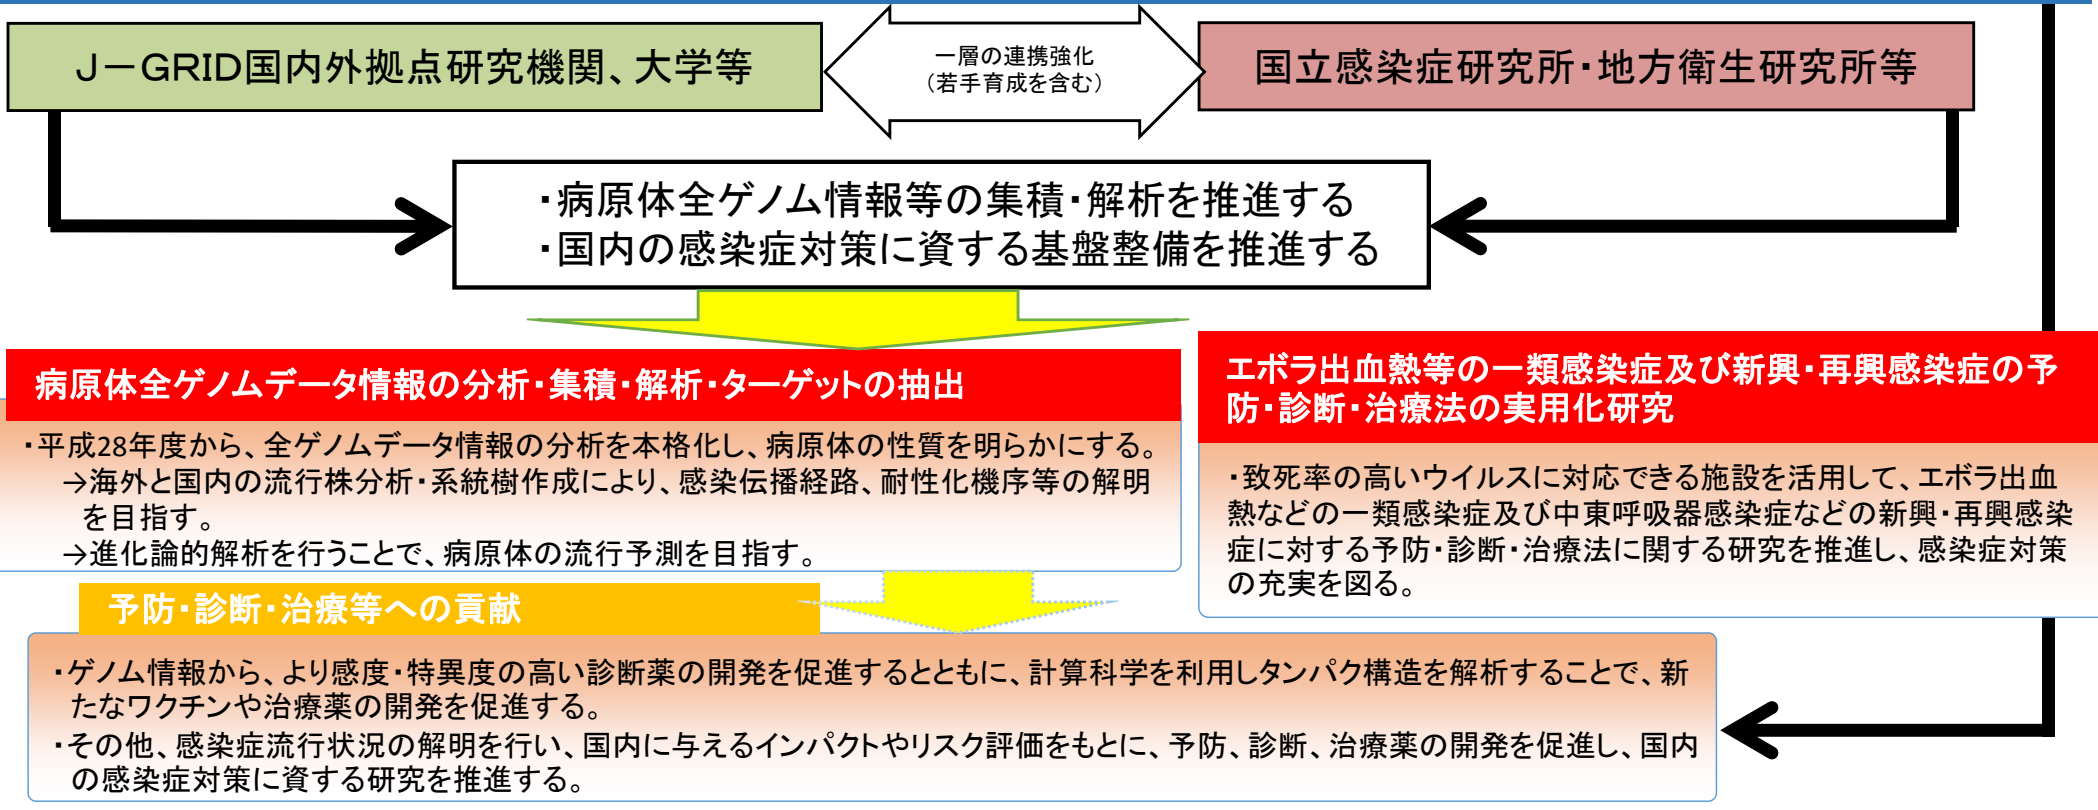 J-GRID国内外拠点研究機関、大学等
一層の連携強化
(若手育成を含む)
国立感染症研究所・地方衛生研究所等
・病原体全ゲノム情報等の集積・解析を推進する
・国内の感染症対策に資する基盤整備を推進する
病原体全ゲノムデータ情報の分析・集積・解析・ターゲットの抽出
・平成28年度から、全ゲノムデータ情報の分析を本格化し、病原体の性質を明らかにする。
→海外と国内の流行株分析・系統樹作成により、感染伝播経路、耐性化機序等の解明
を目指す。
→進化論的解析を行うことで、病原体の流行予測を目指す。
エボラ出血熱等の一類感染症及び新興・再興感染症の予
防・診断・治療法の実用化研究
・致死率の高いウイルスに対応できる施設を活用して、エボラ出血
熱などの一類感染症及び中東呼吸器感染症などの新興・再興感染
症に対する予防・診断・治療法に関する研究を推進し、感染症対策
の充実を図る。
予防・診断・治療等への貢献
・ゲノム情報から、より感度・特異度の高い診断薬の開発を促進するとともに、計算科学を利用しタンパク構造を解析することで、新
たなワクチンや治療薬の開発を促進する。
・その他、感染症流行状況の解明を行い、国内に与えるインパクトやリスク評価をもとに、予防、診断、治療薬の開発を促進し、国内
の感染症対策に資する研究を推進する。